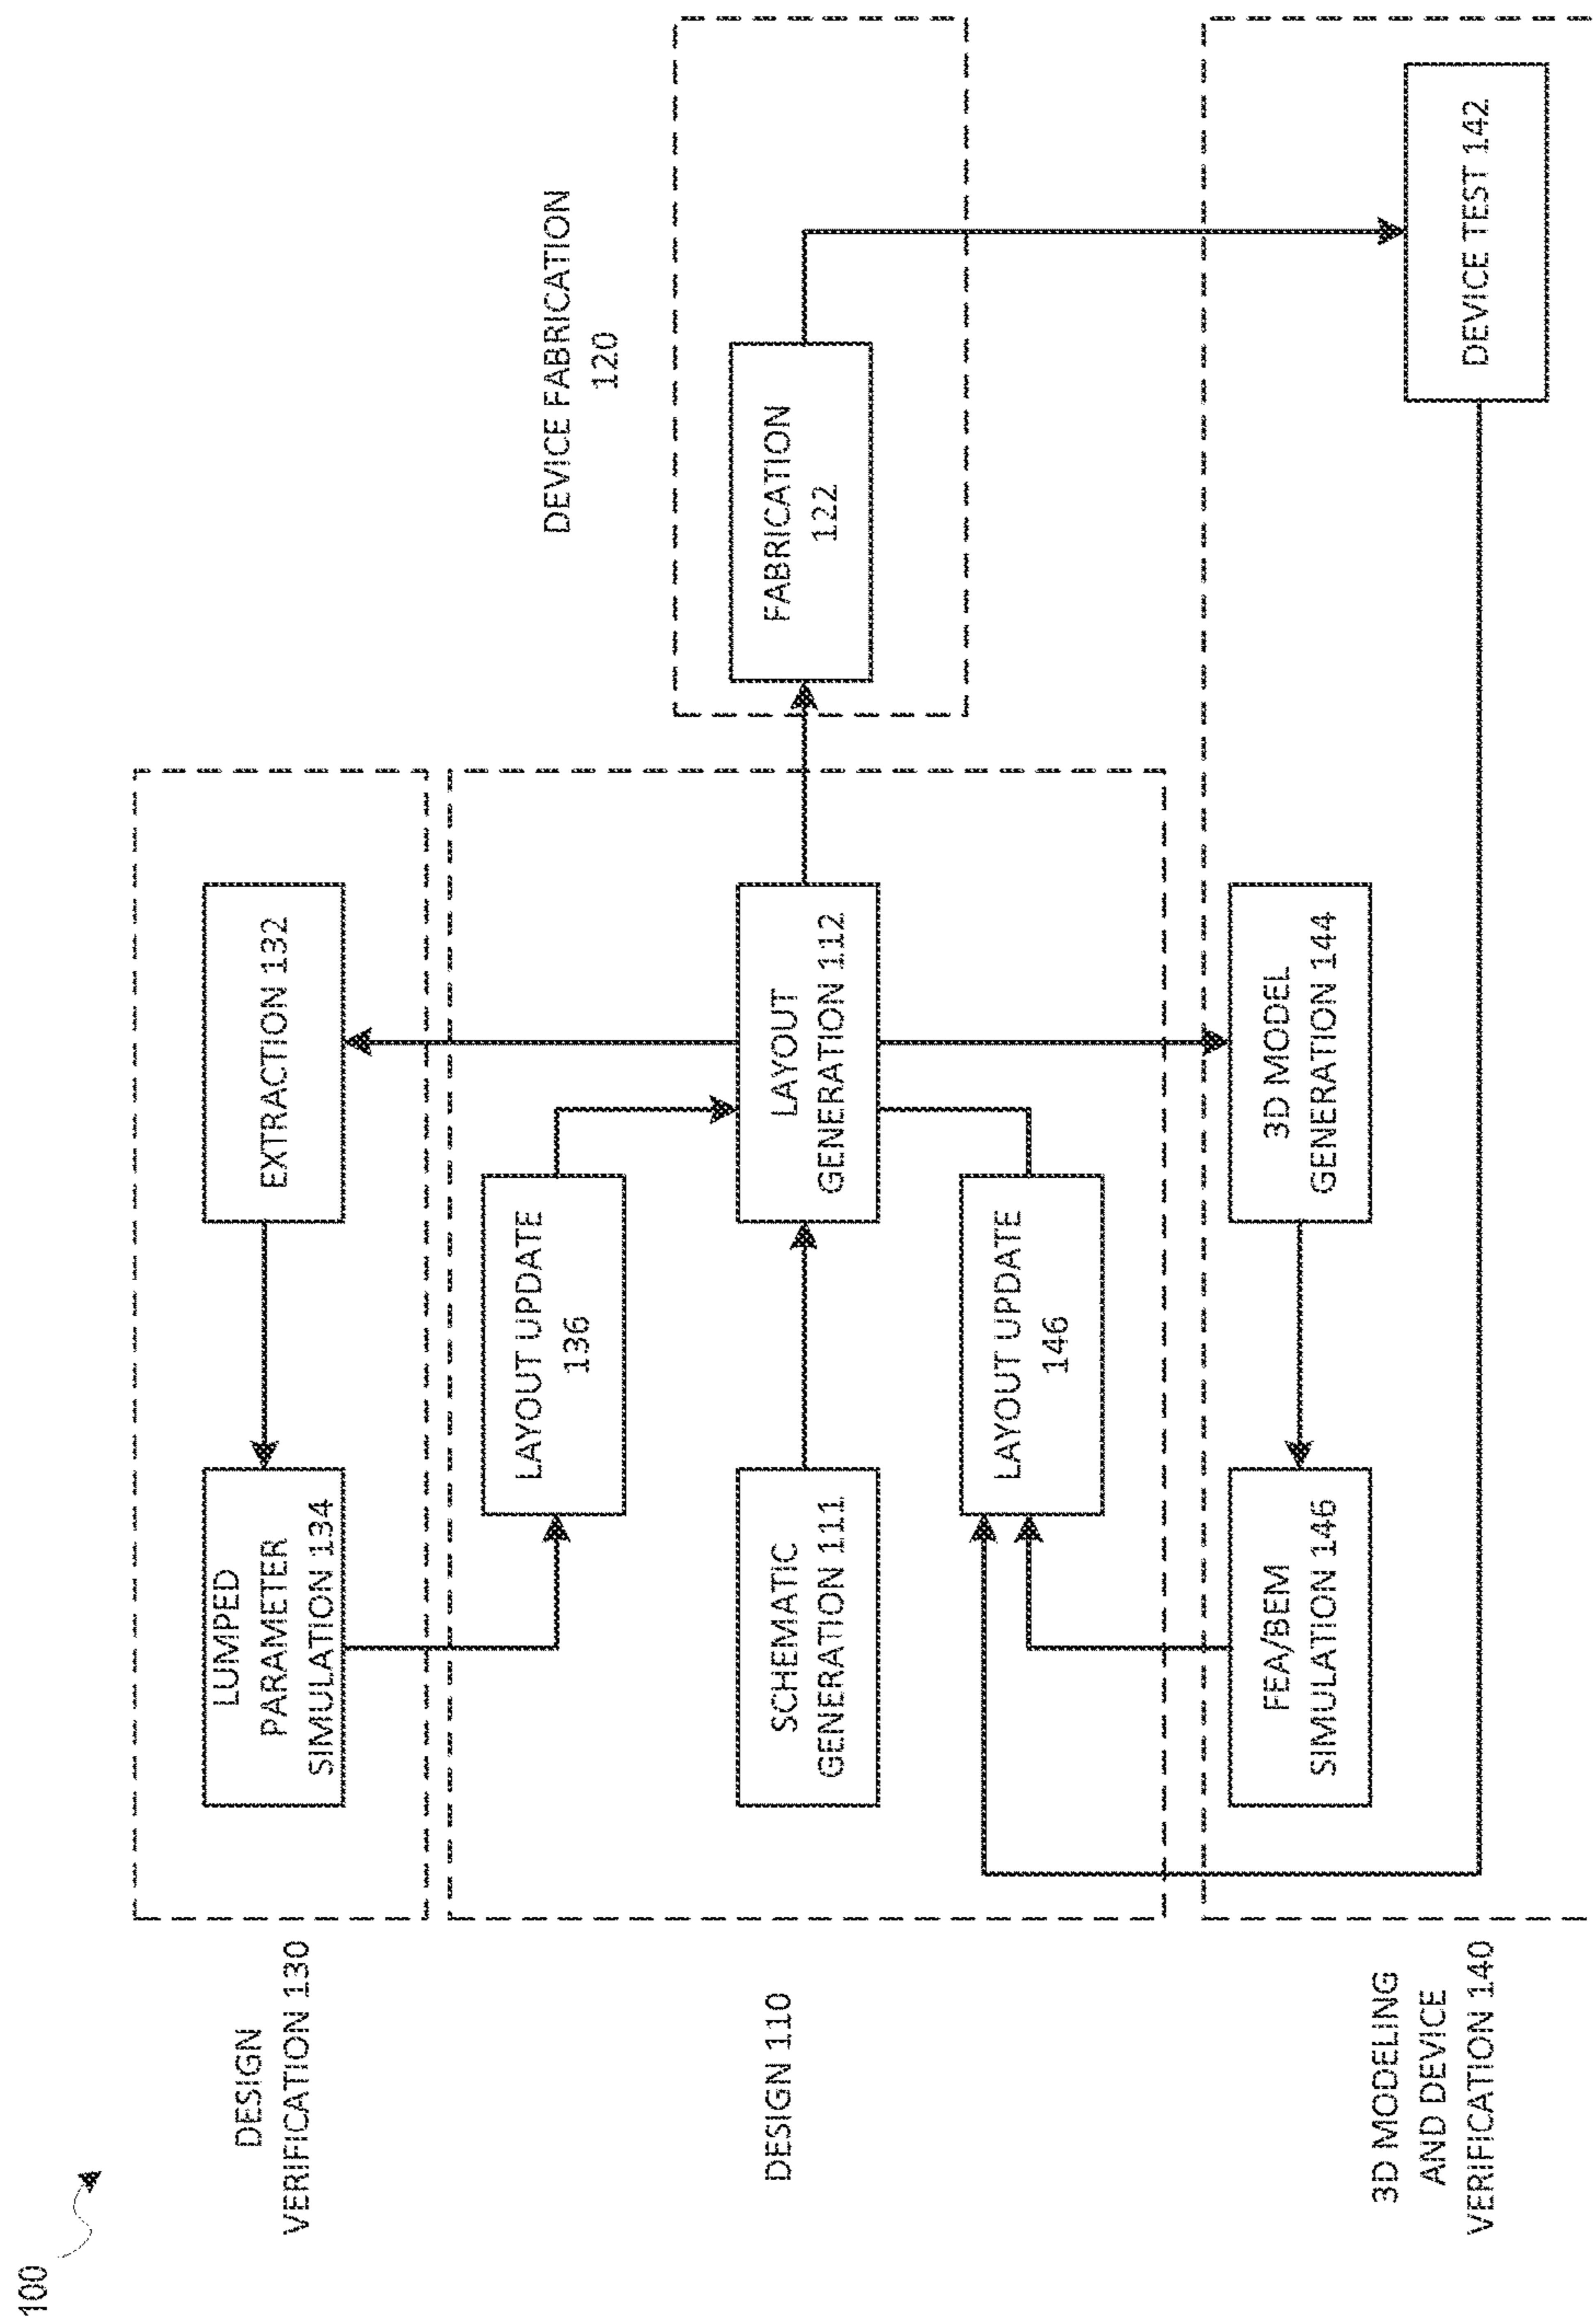 100
DESIGN
VERIFICATION 130
LUMPED
PARAMETER
SIMULATION 134
EXTRACTION 132
DESIGN 110
LAYOUT UPDATE
136
SCHEMATIC
GENERATION 111
LAYOUT
GENERATION 112
LAYOUT UPDATE
146
DEVICE FABRICATION
120
FABRICATION
122
3D MODELING
AND DEVICE
VERIFICATION 140
FEA/BEM
SIMULATION 146
3D MODEL
GENERATION 144
DEVICE TEST 142